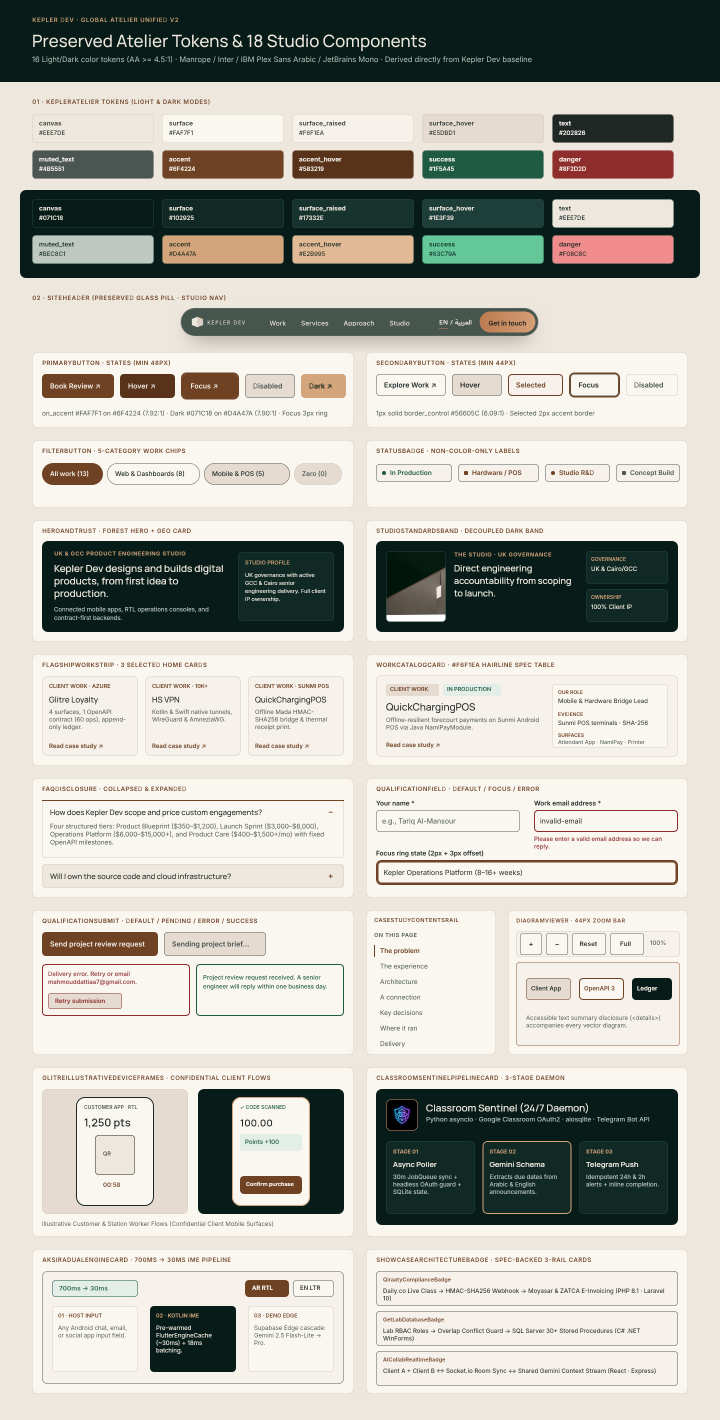 KEPLER DEV · GLOBAL ATELIER UNIFIED V2
Preserved Atelier Tokens & 18 Studio Components
16 Light/Dark color tokens (AA >= 4.5:1) · Manrope / Inter / IBM Plex Sans Arabic / JetBrains Mono · Derived directly from Kepler Dev baseline
01 · KEPLERATELIER TOKENS (LIGHT & DARK MODES)
canvas
#EEE7DE
surface
#FAF7F1
surface_raised
#F6F1EA
surface_hover
#E5DBD1
text
#202826
muted_text
#4B5551
accent
#6F4224
accent_hover
#583219
success
#1F5A45
danger
#8F2D2D
canvas
#071C18
surface
#102925
surface_raised
#17332E
surface_hover
#1E3F39
text
#EEE7DE
muted_text
#BEC8C1
accent
#D4A47A
accent_hover
#E2B995
success
#63C79A
danger
#F08C8C
02 · SITEHEADER (PRESERVED GLASS PILL · STUDIO NAV)
KEPLER DEV
Work
Services
Approach
Studio
EN / العربية
Get in touch
PRIMARYBUTTON · STATES (MIN 48PX)
Book Review ↗
Hover ↗
Focus ↗
Disabled
Dark ↗
on_accent #FAF7F1 on #6F4224 (7.92:1) · Dark #071C18 on #D4A47A (7.90:1) · Focus 3px ring
SECONDARYBUTTON · STATES (MIN 44PX)
Explore Work ↗
Hover
Selected
Focus
Disabled
1px solid border_control #56605C (6.09:1) · Selected 2px accent border
FILTERBUTTON · 5-CATEGORY WORK CHIPS
All work (13)
Web & Dashboards (8)
Mobile & POS (5)
Zero (0)
STATUSBADGE · NON-COLOR-ONLY LABELS
In Production
Hardware / POS
Studio R&D
Concept Build
HEROANDTRUST · FOREST HERO + GEO CARD
UK & GCC PRODUCT ENGINEERING STUDIO
Kepler Dev designs and builds digital
products, from first idea to
production.
Connected mobile apps, RTL operations consoles, and
contract-first backends.
STUDIO PROFILE
UK governance with active
GCC & Cairo senior
engineering delivery. Full client
IP ownership.
STUDIOSTANDARDSBAND · DECOUPLED DARK BAND
THE STUDIO · UK GOVERNANCE
Direct engineering
accountability from scoping
to launch.
GOVERNANCE
UK & Cairo/GCC
OWNERSHIP
100% Client IP
FLAGSHIPWORKSTRIP · 3 SELECTED HOME CARDS
CLIENT WORK · AZURE
Glitre Loyalty
4 surfaces, 1 OpenAPI
contract (60 ops), append-
only ledger.
Read case study ↗
CLIENT WORK · 10K+
HS VPN
Kotlin & Swift native tunnels,
WireGuard & AmneziaWG.
Read case study ↗
CLIENT WORK · SUNMI POS
QuickChargingPOS
Offline Mada HMAC-
SHA256 bridge & thermal
receipt print.
Read case study ↗
WORKCATALOGCARD · #F6F1EA HAIRLINE SPEC TABLE
CLIENT WORK
IN PRODUCTION
QuickChargingPOS
Offline-resilient forecourt payments on Sunmi Android
POS via Java NamiPayModule.
Read case study ↗
OUR ROLE
Mobile & Hardware Bridge Lead
EVIDENCE
Sunmi POS terminals · SHA-256
SURFACES
Attendant App · NamiPay · Printer
FAQDISCLOSURE · COLLAPSED & EXPANDED
How does Kepler Dev scope and price custom engagements?
−
Four structured tiers: Product Blueprint ($350–$1,200), Launch Sprint ($3,000–$8,000),
Operations Platform ($6,000–$15,000+), and Product Care ($400–$1,500+/mo) with fixed
OpenAPI milestones.
Will I own the source code and cloud infrastructure?
+
QUALIFICATIONFIELD · DEFAULT / FOCUS / ERROR
Your name *
Work email address *
e.g., Tariq Al-Mansour
invalid-email
Please enter a valid email address so we can
reply.
Focus ring state (2px + 3px offset)
Kepler Operations Platform (8–16+ weeks)
QUALIFICATIONSUBMIT · DEFAULT / PENDING / ERROR / SUCCESS
Send project review request
Sending project brief...
Delivery error. Retry or email
mahmouddattiaa7@gmail.com.
Retry submission
Project review request received. A senior
engineer will reply within one business day.
CASESTUDYCONTENTSRAIL
ON THIS PAGE
The problem
The experience
Architecture
A connection
Key decisions
Where it ran
Delivery
DIAGRAMVIEWER · 44PX ZOOM BAR
+
−
Reset
Full
100%
Client App
OpenAPI 3
Ledger
Accessible text summary disclosure (<details>)
accompanies every vector diagram.
GLITREILLUSTRATIVEDEVICEFRAMES · CONFIDENTIAL CLIENT FLOWS
CUSTOMER APP · RTL
1,250 pts
QR
00:58
✓ CODE SCANNED
100.00
Points +100
Confirm purchase
Illustrative Customer & Station Worker Flows (Confidential Client Mobile Surfaces)
CLASSROOMSENTINELPIPELINECARD · 3-STAGE DAEMON
Classroom Sentinel (24/7 Daemon)
Python asyncio · Google Classroom OAuth2 · aiosqlite · Telegram Bot API
STAGE 01
Async Poller
30m JobQueue sync +
headless OAuth guard +
SQLite state.
STAGE 02
Gemini Schema
Extracts due dates from
Arabic & English
announcements.
STAGE 03
Telegram Push
Idempotent 24h & 2h
alerts + inline completion.
AKSIRADUALENGINECARD · 700MS → 30MS IME PIPELINE
700ms → 30ms
AR RTL
EN LTR
01 · HOST INPUT
Any Android chat, email,
or social app input field.
02 · KOTLIN IME
Pre-warmed
FlutterEngineCache
(~30ms) + 18ms
batching.
03 · DENO EDGE
Supabase Edge cascade:
Gemini 2.5 Flash-Lite →
Pro.
SHOWCASEARCHITECTUREBADGE · SPEC-BACKED 3-RAIL CARDS
QiraatyComplianceBadge
Daily.co Live Class → HMAC-SHA256 Webhook → Moyasar & ZATCA E-Invoicing (PHP 8.1 · Laravel
10)
GetLabDatabaseBadge
Lab RBAC Roles → Overlap Conflict Guard → SQL Server 30+ Stored Procedures (C# .NET
WinForms)
AICollabRealtimeBadge
Client A + Client B ↔ Socket.io Room Sync ↔ Shared Gemini Context Stream (React · Express)